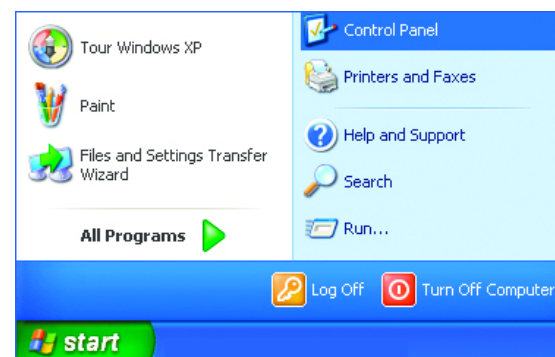 Tour Windows XP
Paint
Files and Settings Transfer
Wizard
All Programs
Control Panel
Printers and Faxes
Help and Support
Search
Run...
Log Off
Turn Off Computer
start